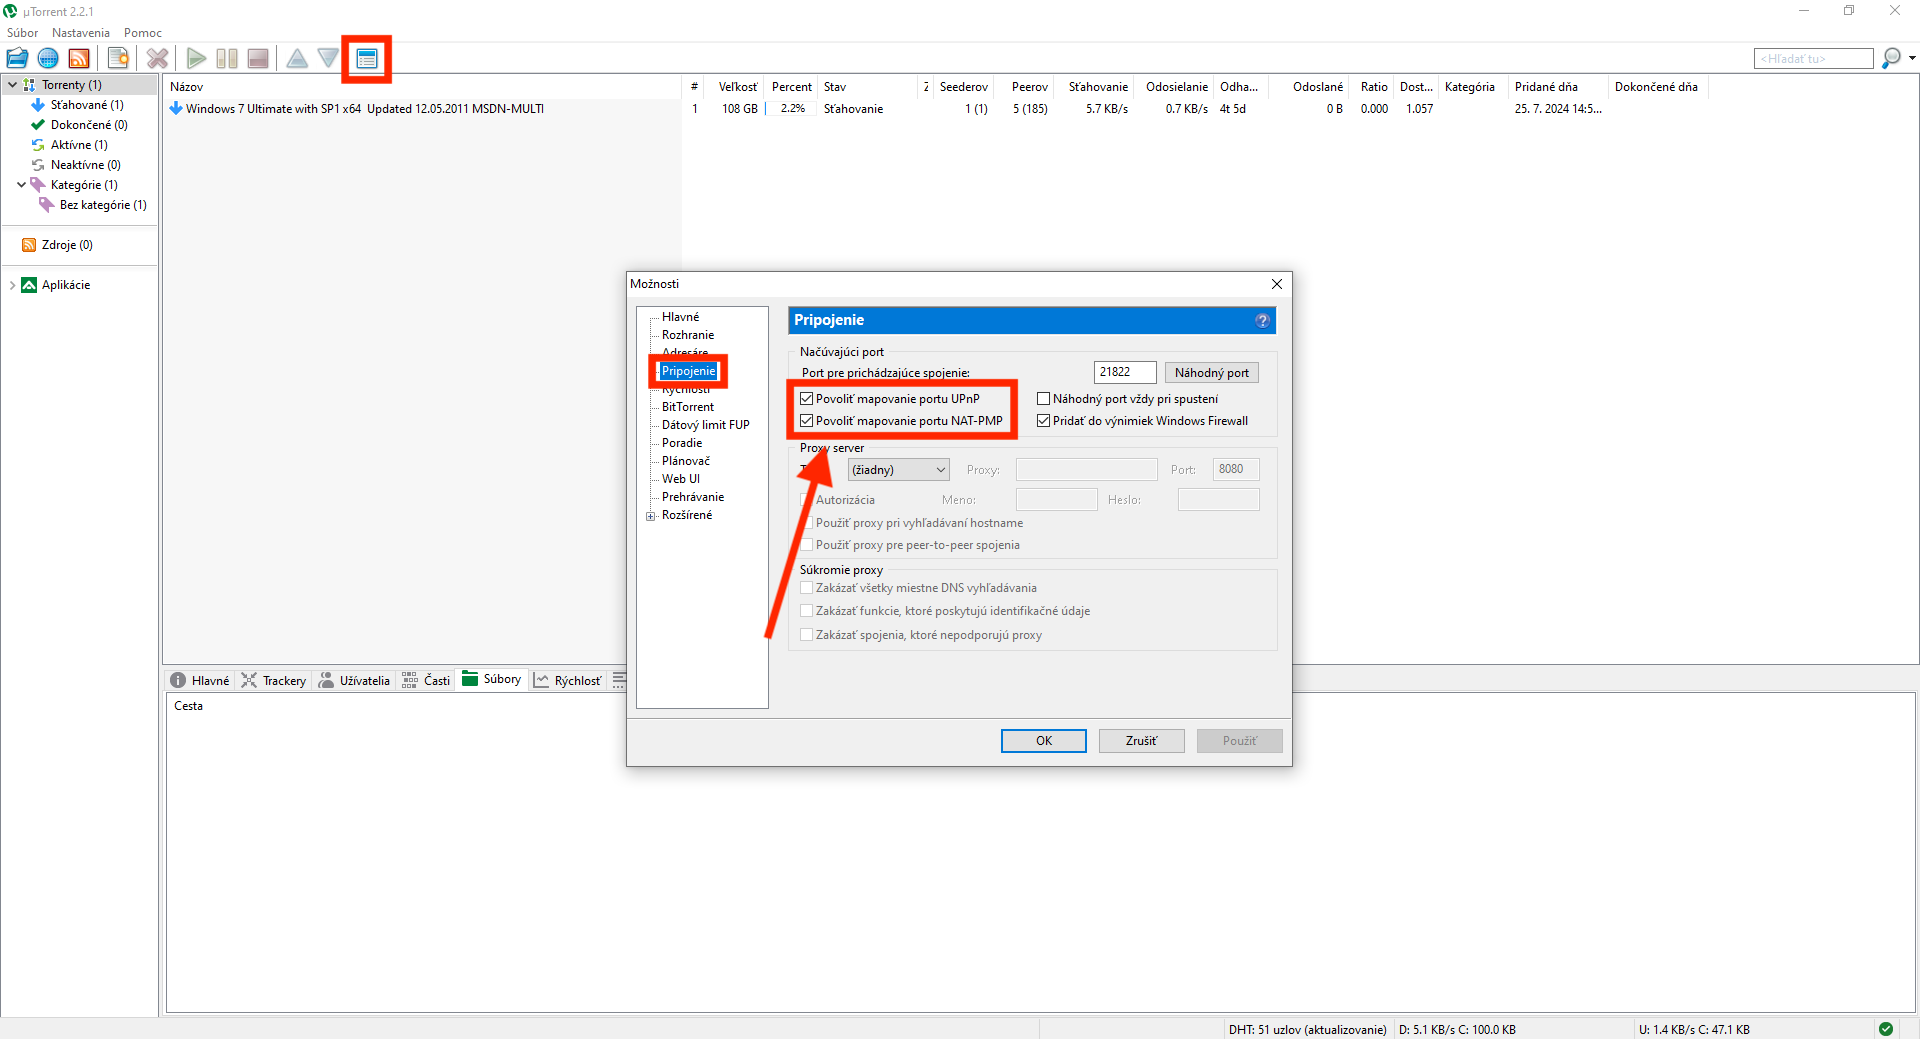 µTorrent 2.2.1
Súbor Nastavenia Pomoc
<Hľadať tu>
Torrenty (1)
Sťahované (1)
Dokončené (0)
Aktívne (1)
Neaktívne (0)
Kategórie (1)
Bez kategórie (1)
Zdroje (0)
Aplikácie
Názov # Veľkosť Percent Stav Z Seederov Peerov Sťahovanie Odosielanie Odha... Odoslané Ratio Dost... Kategória Pridané dňa Dokončené dňa
Windows 7 Ultimate with SP1 x64 Updated 12.05.2011 MSDN-MULTI 1 108 GB 2.2% Sťahovanie 1 (1) 5 (185) 5.7 KB/s 0.7 KB/s 4t 5d 0 B 0.000 1.057 25. 7. 2024 14:5...
Možnosti
Hlavné
Rozhranie
Adresáre
Pripojenie
Rýchlosti
BitTorrent
Dátový limit FUP
Poradie
Plánovač
Web UI
Prehrávanie
Rozšírené
Pripojenie
Načúvajúci port
Port pre prichádzajúce spojenie: 21822 Náhodný port
Povoliť mapovanie portu UPnP Náhodný port vždy pri spustení
Povoliť mapovanie portu NAT-PMP Pridať do výnimiek Windows Firewall
Proxy server
(žiadny) Proxy: Port: 8080
Autorizácia Meno: Heslo:
Použiť proxy pri vyhľadávaní hostname
Použiť proxy pre peer-to-peer spojenia
Súkromie proxy
Zakázať všetky miestne DNS vyhľadávania
Zakázať funkcie, ktoré poskytujú identifikačné údaje
Zakázať spojenia, ktoré nepodporujú proxy
OK Zrušiť Použiť
Hlavné Trackery Užívatelia Časti Súbory Rýchlosť
Cesta
DHT: 51 uzlov (aktualizovanie) D: 5.1 KB/s C: 100.0 KB U: 1.4 KB/s C: 47.1 KB